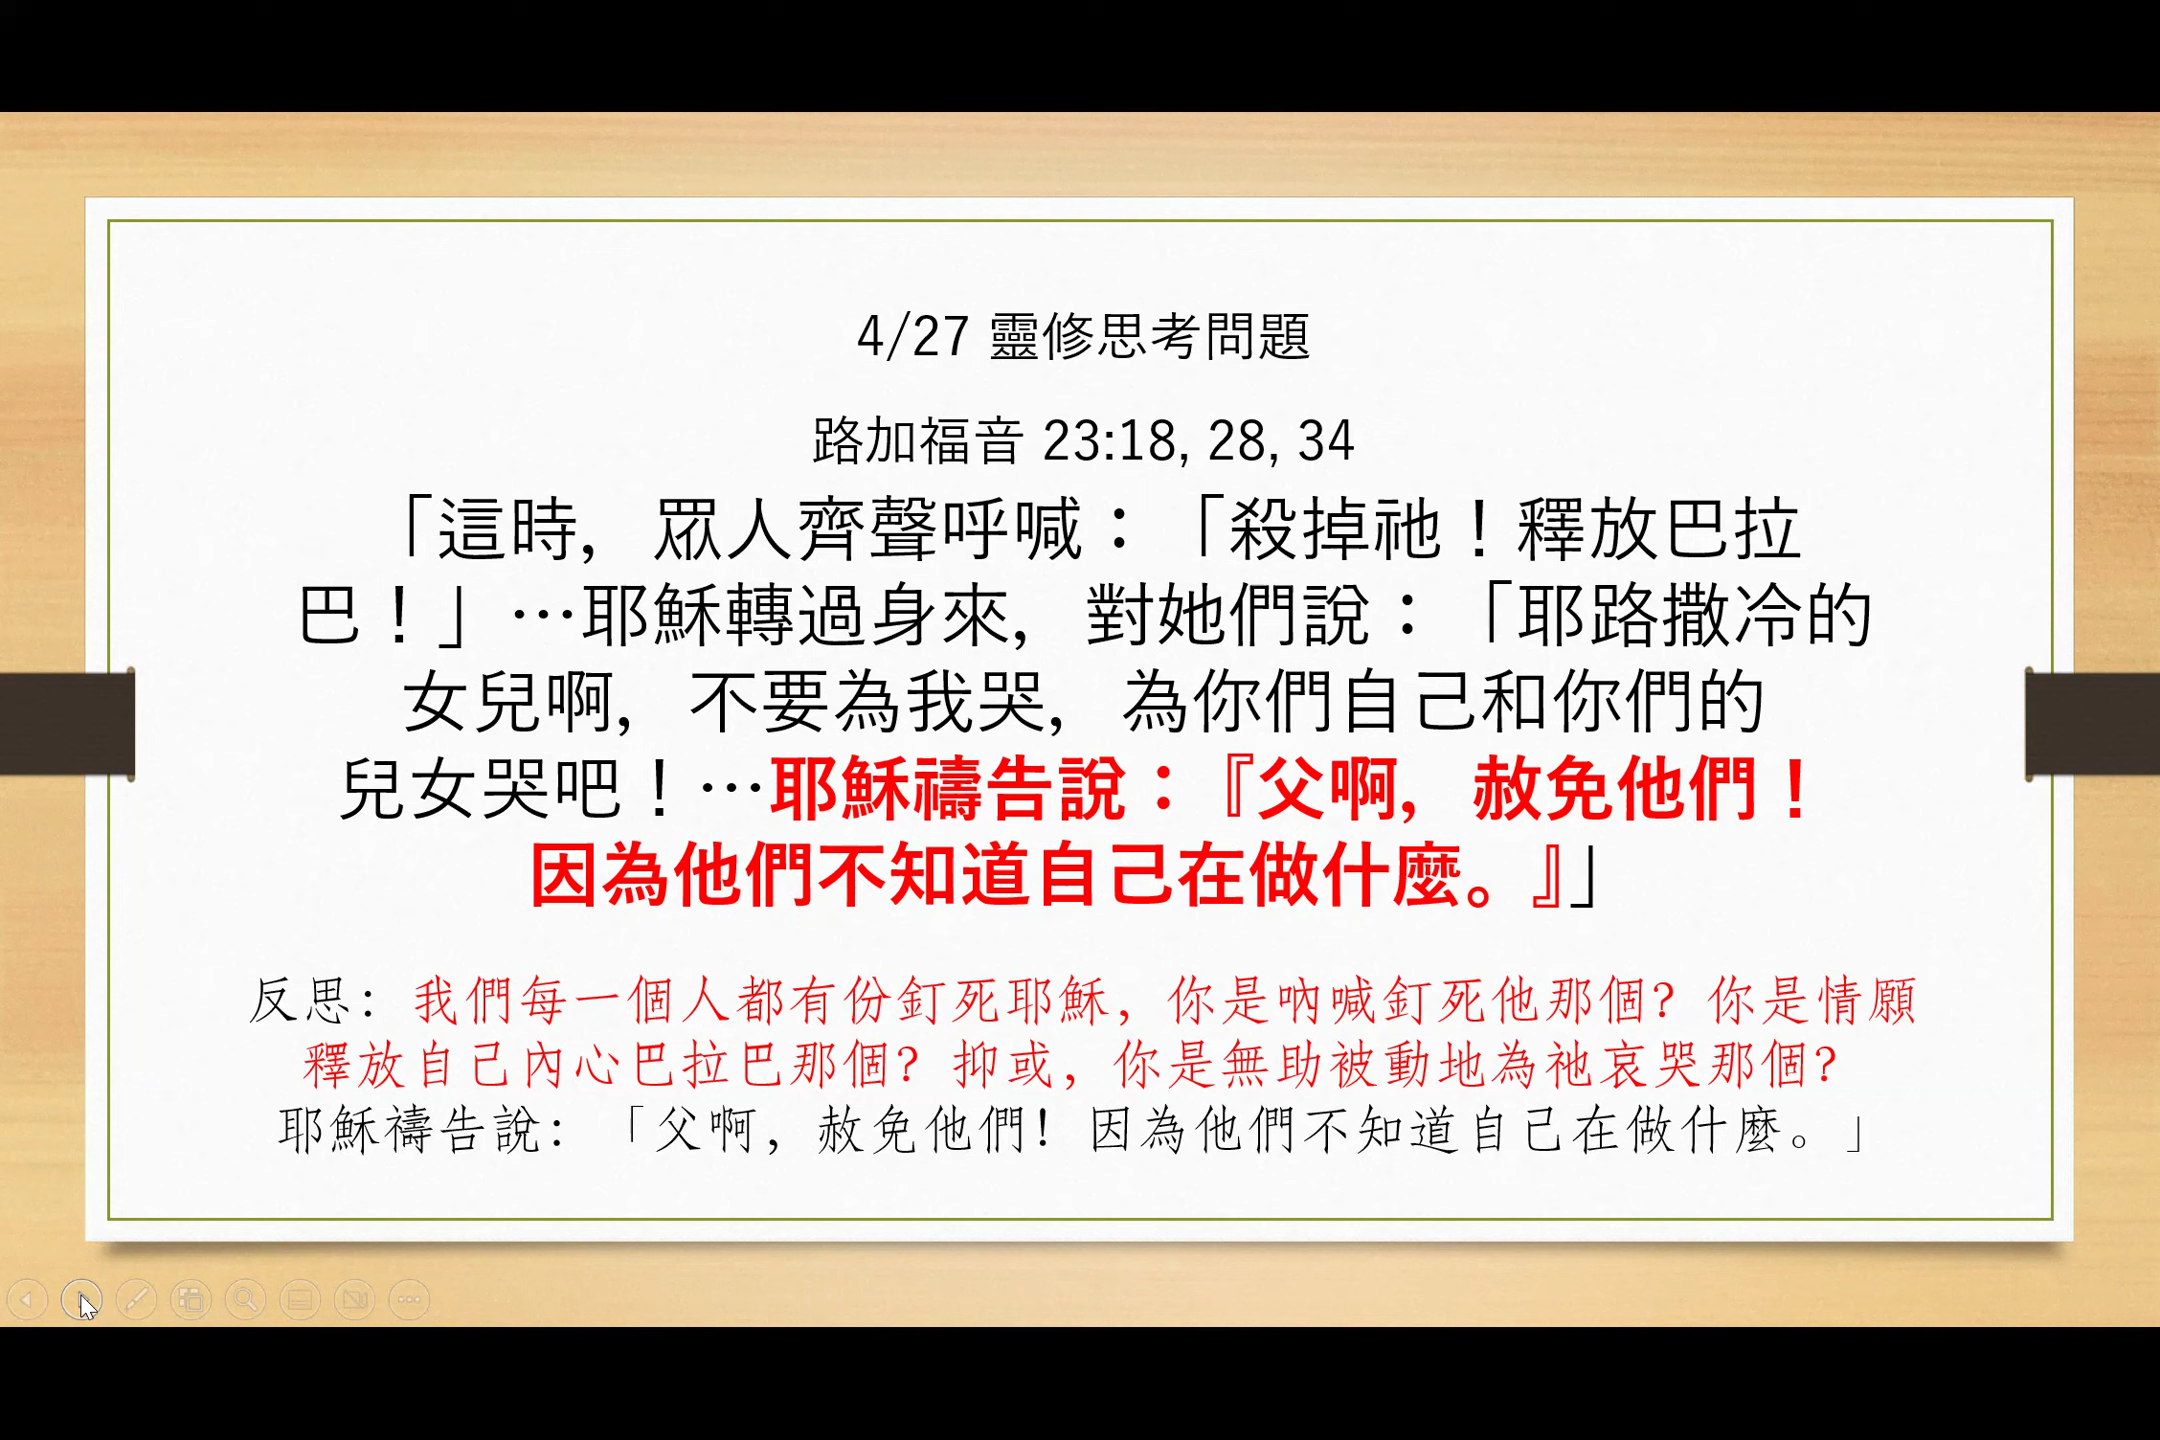 4/27 靈修思考問題
路加福音 23:18, 28, 34
「這時，眾人齊聲呼喊：「殺掉祂！釋放巴拉
巴！」…耶穌轉過身來，對她們說：「耶路撒冷的
女兒啊，不要為我哭，為你們自己和你們的
兒女哭吧！…耶穌禱告說：『父啊，赦免他們！
因為他們不知道自己在做什麼。』」
反思：我們每一個人都有份釘死耶穌，你是吶喊釘死他那個？你是情願
釋放自己內心巴拉巴那個？抑或，你是無助被動地為祂哀哭那個？
耶穌禱告說：「父啊，赦免他們！因為他們不知道自己在做什麼。」